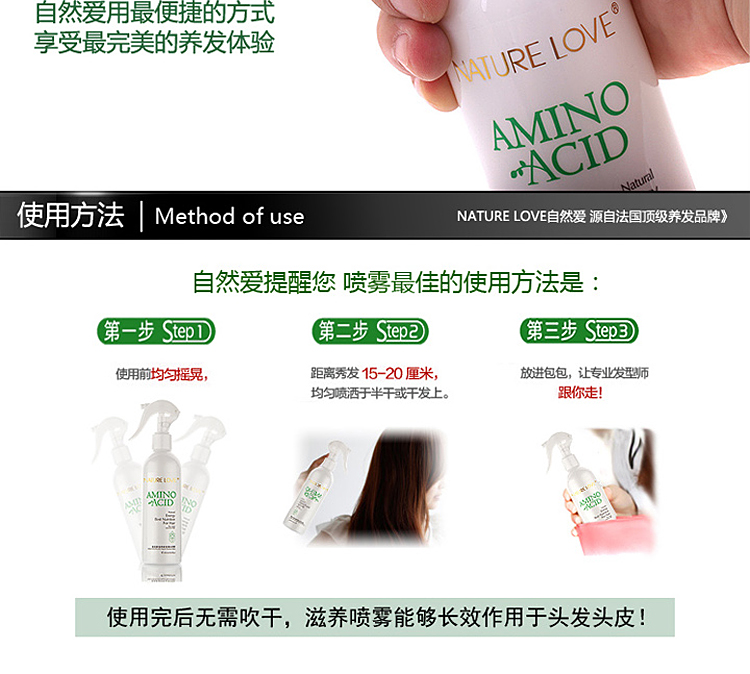 自然爱用最便捷的方式
享受最完美的养发体验
NATURE LOVE®
AMINO
ACID
Natural
使用方法 | Method of use
NATURE LOVE自然爱 源自法国顶级养发品牌》
自然爱提醒您 喷雾最佳的使用方法是：
第一步 Step1
第二步 Step2
第三步 Step3
使用前均匀摇晃，
距离秀发 15-20 厘米，
均匀喷洒于半干或干发上。
放进包包，让专业发型师
跟你走！
NATURE LOVE
AMINO
ACID
AMINO
ACID
使用完后无需吹干，滋养喷雾能够长效作用于头发头皮！